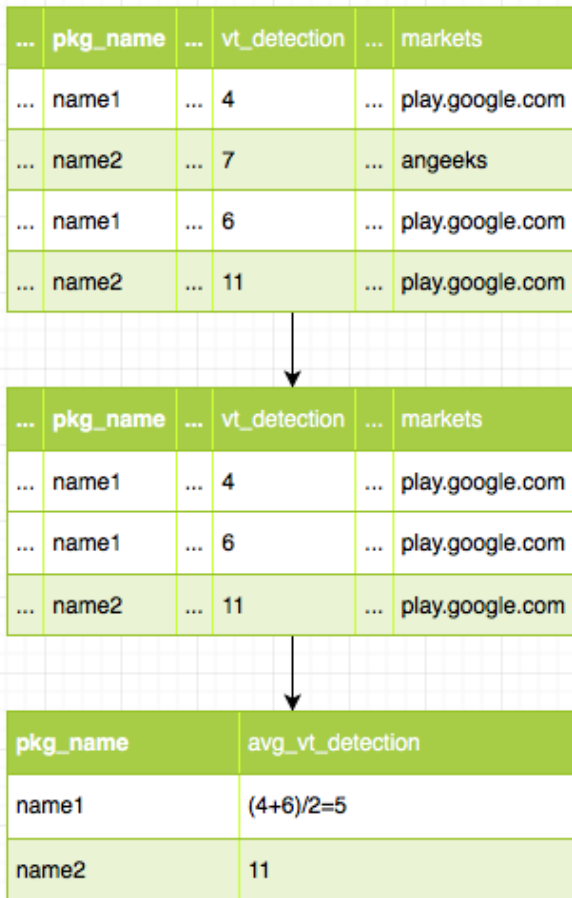 ... pkg_name ... vt_detection ... markets
... name1 ... 4 ... play.google.com
... name2 ... 7 ... angeeks
... name1 ... 6 ... play.google.com
... name2 ... 11 ... play.google.com
... pkg_name ... vt_detection ... markets
... name1 ... 4 ... play.google.com
... name1 ... 6 ... play.google.com
... name2 ... 11 ... play.google.com
pkg_name avg_vt_detection
name1 (4+6)/2=5
name2 11